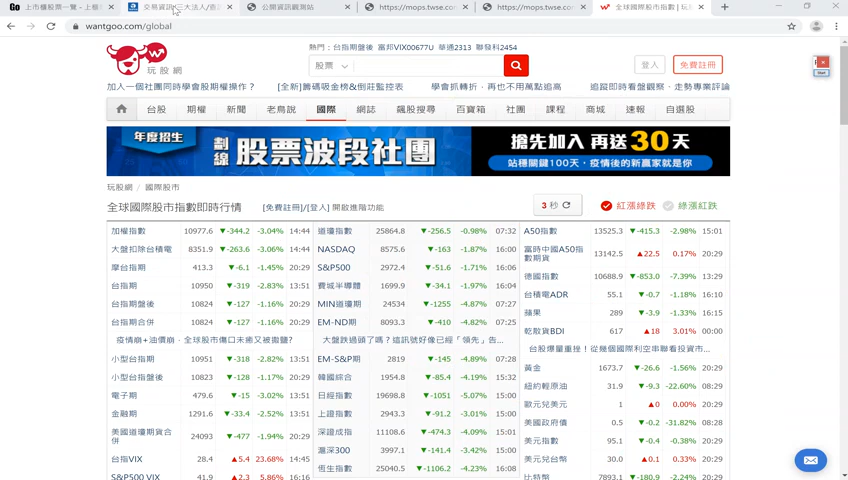 Go 上市櫃股票一覽 - 上櫃 × 交易資訊/三大法人/ × 公開資訊觀測站 × https://mops.twse.com × https://mops.twse.com × 全球國際股市指數 | 玩股 × +
wantgoo.com/global
熱門: 台指期盤後 富邦VIX00677U 華通2313 聯發科2454
玩股網 股票 登入 免費註冊
加入一個社團同時學會股期權操作？ [全新]籌碼吸金榜&倒莊監控表 學會抓轉折，再也不用萬點追高 追蹤即時看盤觀察、走勢專業評論
台股 期權 新聞 老鳥說 國際 網誌 飆股搜尋 百寶箱 社團 課程 商城 速報 自選股
年度招生 劃線 股票波段社團 搶先加入 再送30天
站穩關鍵100天，疫情後的新贏家就是你
玩股網 / 國際股市
全球國際股市指數即時行情 [免費註冊]/[登入] 開啟進階功能 3 秒 紅漲綠跌 綠漲紅跌
加權指數 10977.6 ▼-344.2 -3.04% 14:44 道瓊指數 25864.8 ▼-256.5 -0.98% 07:32 A50指數 13525.3 ▼-415.3 -2.98% 15:01
大盤扣除台積電 8351.9 ▼-263.6 -3.06% 14:44 NASDAQ 8575.6 ▼-163 -1.87% 16:00 富時中國A50指數期貨 13142.5 ▲22.5 0.17% 20:29
摩台指期 413.3 ▼-6.1 -1.45% 20:29 S&P500 2972.4 ▼-51.6 -1.71% 16:06 德國指數 10688.9 ▼-853.0 -7.39% 13:29
台指期 10950 ▼-319 -2.83% 13:51 費城半導體 1699.9 ▼-34.1 -1.97% 16:04 台積電ADR 55.1 ▼-0.7 -1.18% 16:10
台指期盤後 10824 ▼-127 -1.16% 20:29 MIN道瓊期 24534 ▼-1255 -4.87% 07:27 蘋果 289 ▼-3.9 -1.33% 16:15
台指期合併 10824 ▼-127 -1.16% 20:29 EM-ND期 8093.3 ▼-410 -4.82% 07:25 乾散貨BDI 617 ▲18 3.01% 00:00
疫情崩+油價崩，全球股市傷口未癒又被撒鹽? 大盤跌過頭了嗎？這訊號好像已經「領先」告... 台股爆量重挫！從幾個國際利空串聯看投資市...
小型台指期 10951 ▼-318 -2.82% 13:51 EM-S&P期 2819 ▼-145 -4.89% 07:28 黃金 1673.7 ▼-26.6 -1.56% 20:29
小型台指盤後 10823 ▼-128 -1.17% 20:29 韓國綜合 1954.8 ▼-85.4 -4.19% 15:32 紐約輕原油 31.9 ▼-9.3 -22.60% 08:29
電子期 479.6 ▼-15 -3.02% 13:51 日經指數 19698.8 ▼-1051 -5.07% 15:00 歐元兌美元 1 ▲0 0.00% 20:29
金融期 1291.6 ▼-33.4 -2.52% 13:51 上證指數 2943.3 ▼-91.2 -3.01% 15:00 美國政府債 0.5 ▼-0.2 -31.82% 08:28
美國道瓊期貨合併 24093 ▼-477 -1.94% 20:29 深證成指 11108.6 ▼-474.3 -4.09% 15:01 美元指數 95.1 ▼-0.4 -0.38% 20:29
台指VIX 28.4 ▲5.4 23.68% 14:45 滬深300 3997.1 ▼-141.4 -3.42% 15:00 美元兌台幣 30.0 ▲0.1 0.33% 20:29
S&P500 VIX 41.9 ▲2.3 5.86% 16:16 恆生指數 25040.5 ▼-1106.2 -4.23% 16:08 比特幣 7893.1 ▼-180.9 -2.24% 20:29